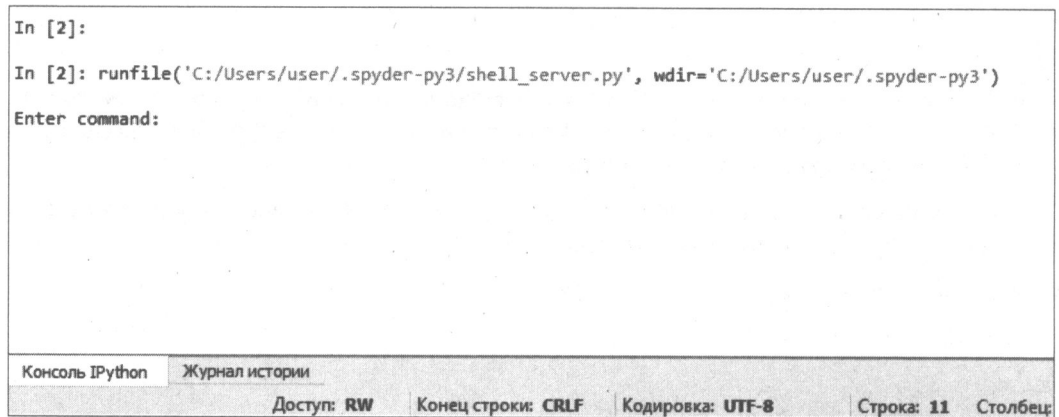 In [2]:
In [2]: runfile('C:/Users/user/.spyder-py3/shell_server.py', wdir='C:/Users/user/.spyder-py3')
Enter command:
Консоль IPython Журнал истории
Доступ: RW Конец строки: CRLF Кодировка: UTF-8 Строка: 11 Столбец